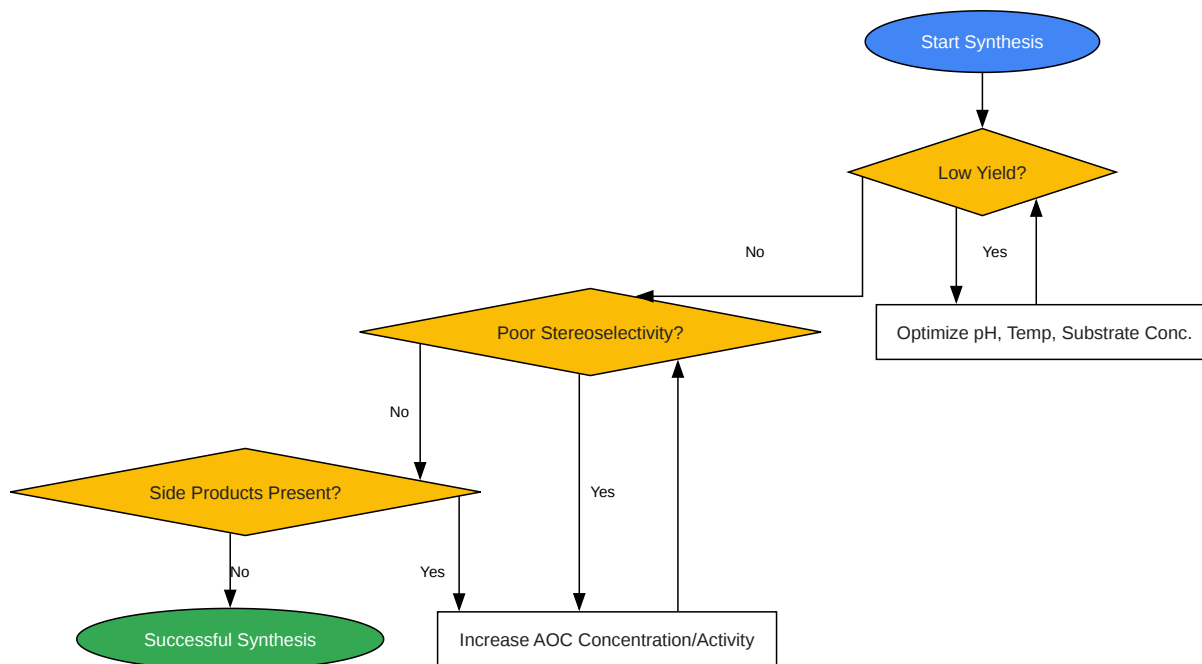 Start Synthesis
Low Yield?
No
Yes
Poor Stereoselectivity?
Optimize pH, Temp, Substrate Conc.
No
Side Products Present?
Yes
No
Yes
Successful Synthesis
Increase AOC Concentration/Activity